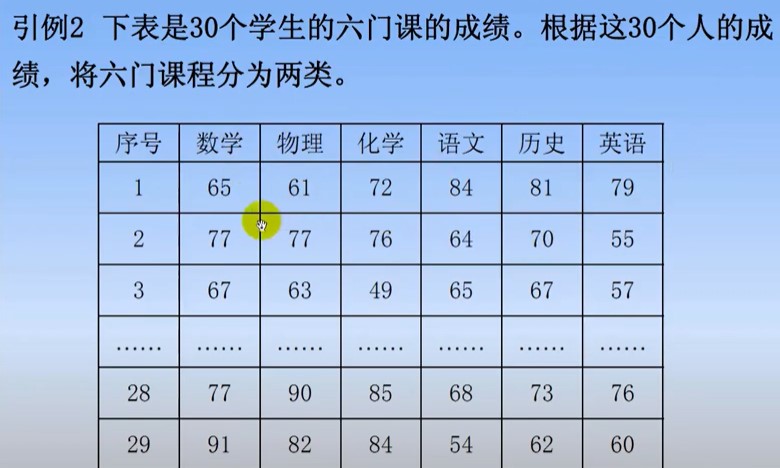 引例2 下表是30个学生的六门课的成绩。根据这30个人的成
绩，将六门课程分为两类。
序号 数学 物理 化学 语文 历史 英语
1 65 61 72 84 81 79
2 77 77 76 64 70 55
3 67 63 49 65 67 57
…… …… …… …… …… …… ……
28 77 90 85 68 73 76
29 91 82 84 54 62 60